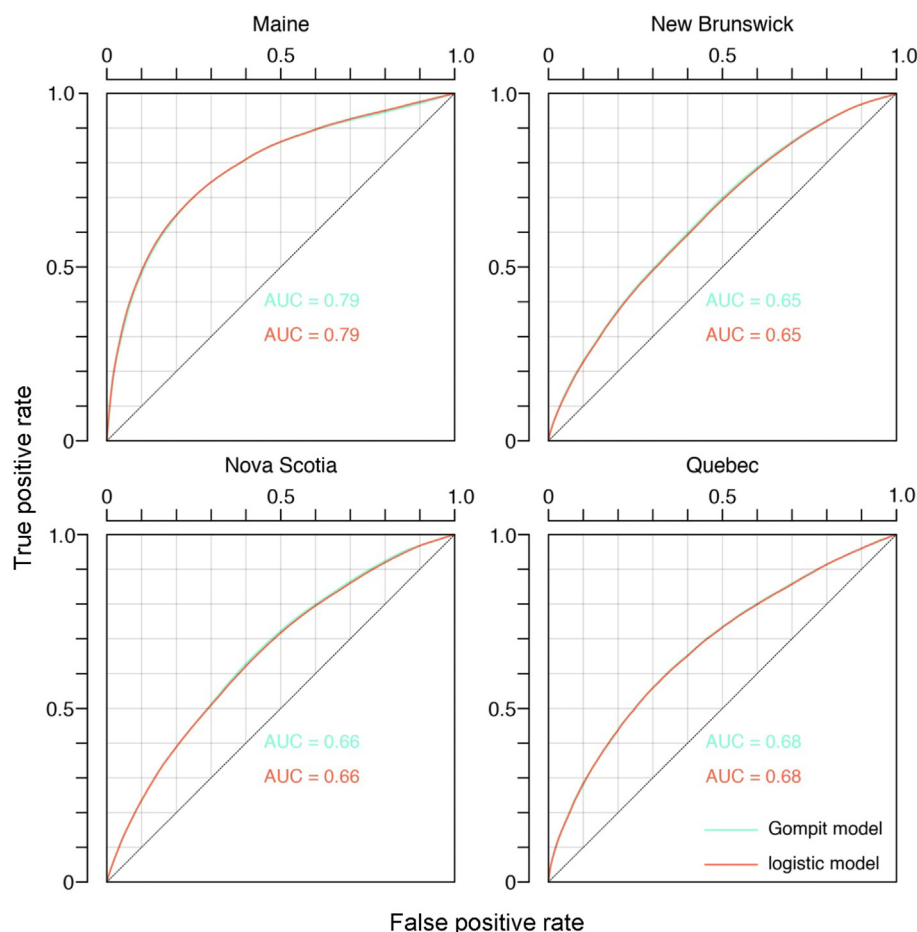 Maine
0 0.5 1.0
1.0
0.5
0
AUC = 0.79
AUC = 0.79
New Brunswick
0 0.5 1.0
1.0
0.5
0
AUC = 0.65
AUC = 0.65
True positive rate
Nova Scotia
0 0.5 1.0
1.0
0.5
0
AUC = 0.66
AUC = 0.66
Quebec
0 0.5 1.0
1.0
0.5
0
AUC = 0.68
AUC = 0.68
Gompit model
logistic model
False positive rate